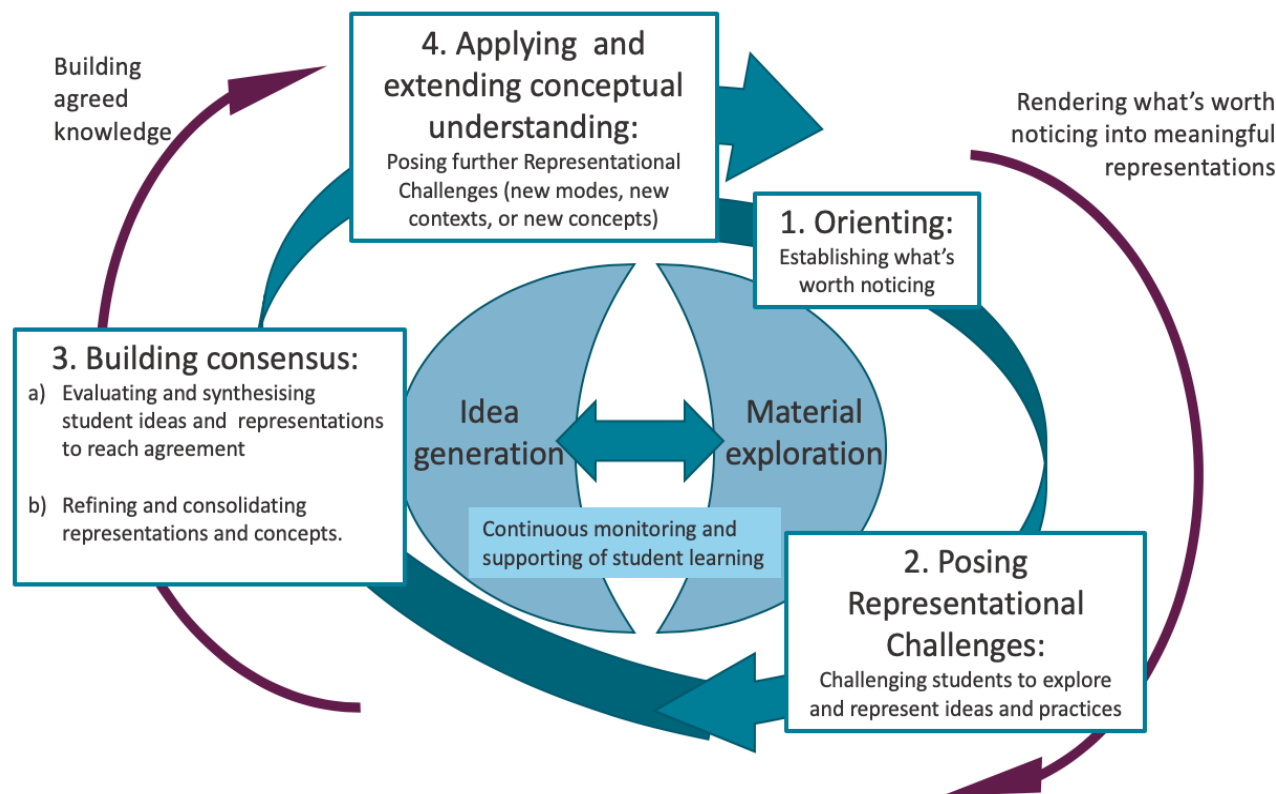 Building
agreed
knowledge
4. Applying and
extending conceptual
understanding:
Posing further Representational
Challenges (new modes, new
contexts, or new concepts)
Rendering what's worth
noticing into meaningful
representations
1. Orienting:
Establishing what's
worth noticing
3. Building consensus:
a) Evaluating and synthesising
student ideas and representations
to reach agreement
b) Refining and consolidating
representations and concepts.
Idea
generation
Material
exploration
Continuous monitoring and
supporting of student learning
2. Posing
Representational
Challenges:
Challenging students to explore
and represent ideas and practices